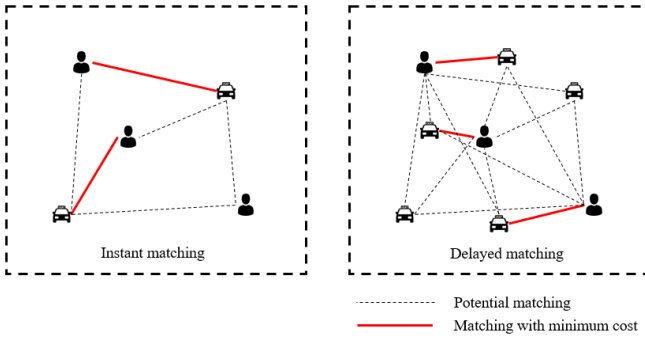 Instant matching
Delayed matching
Potential matching
Matching with minimum cost